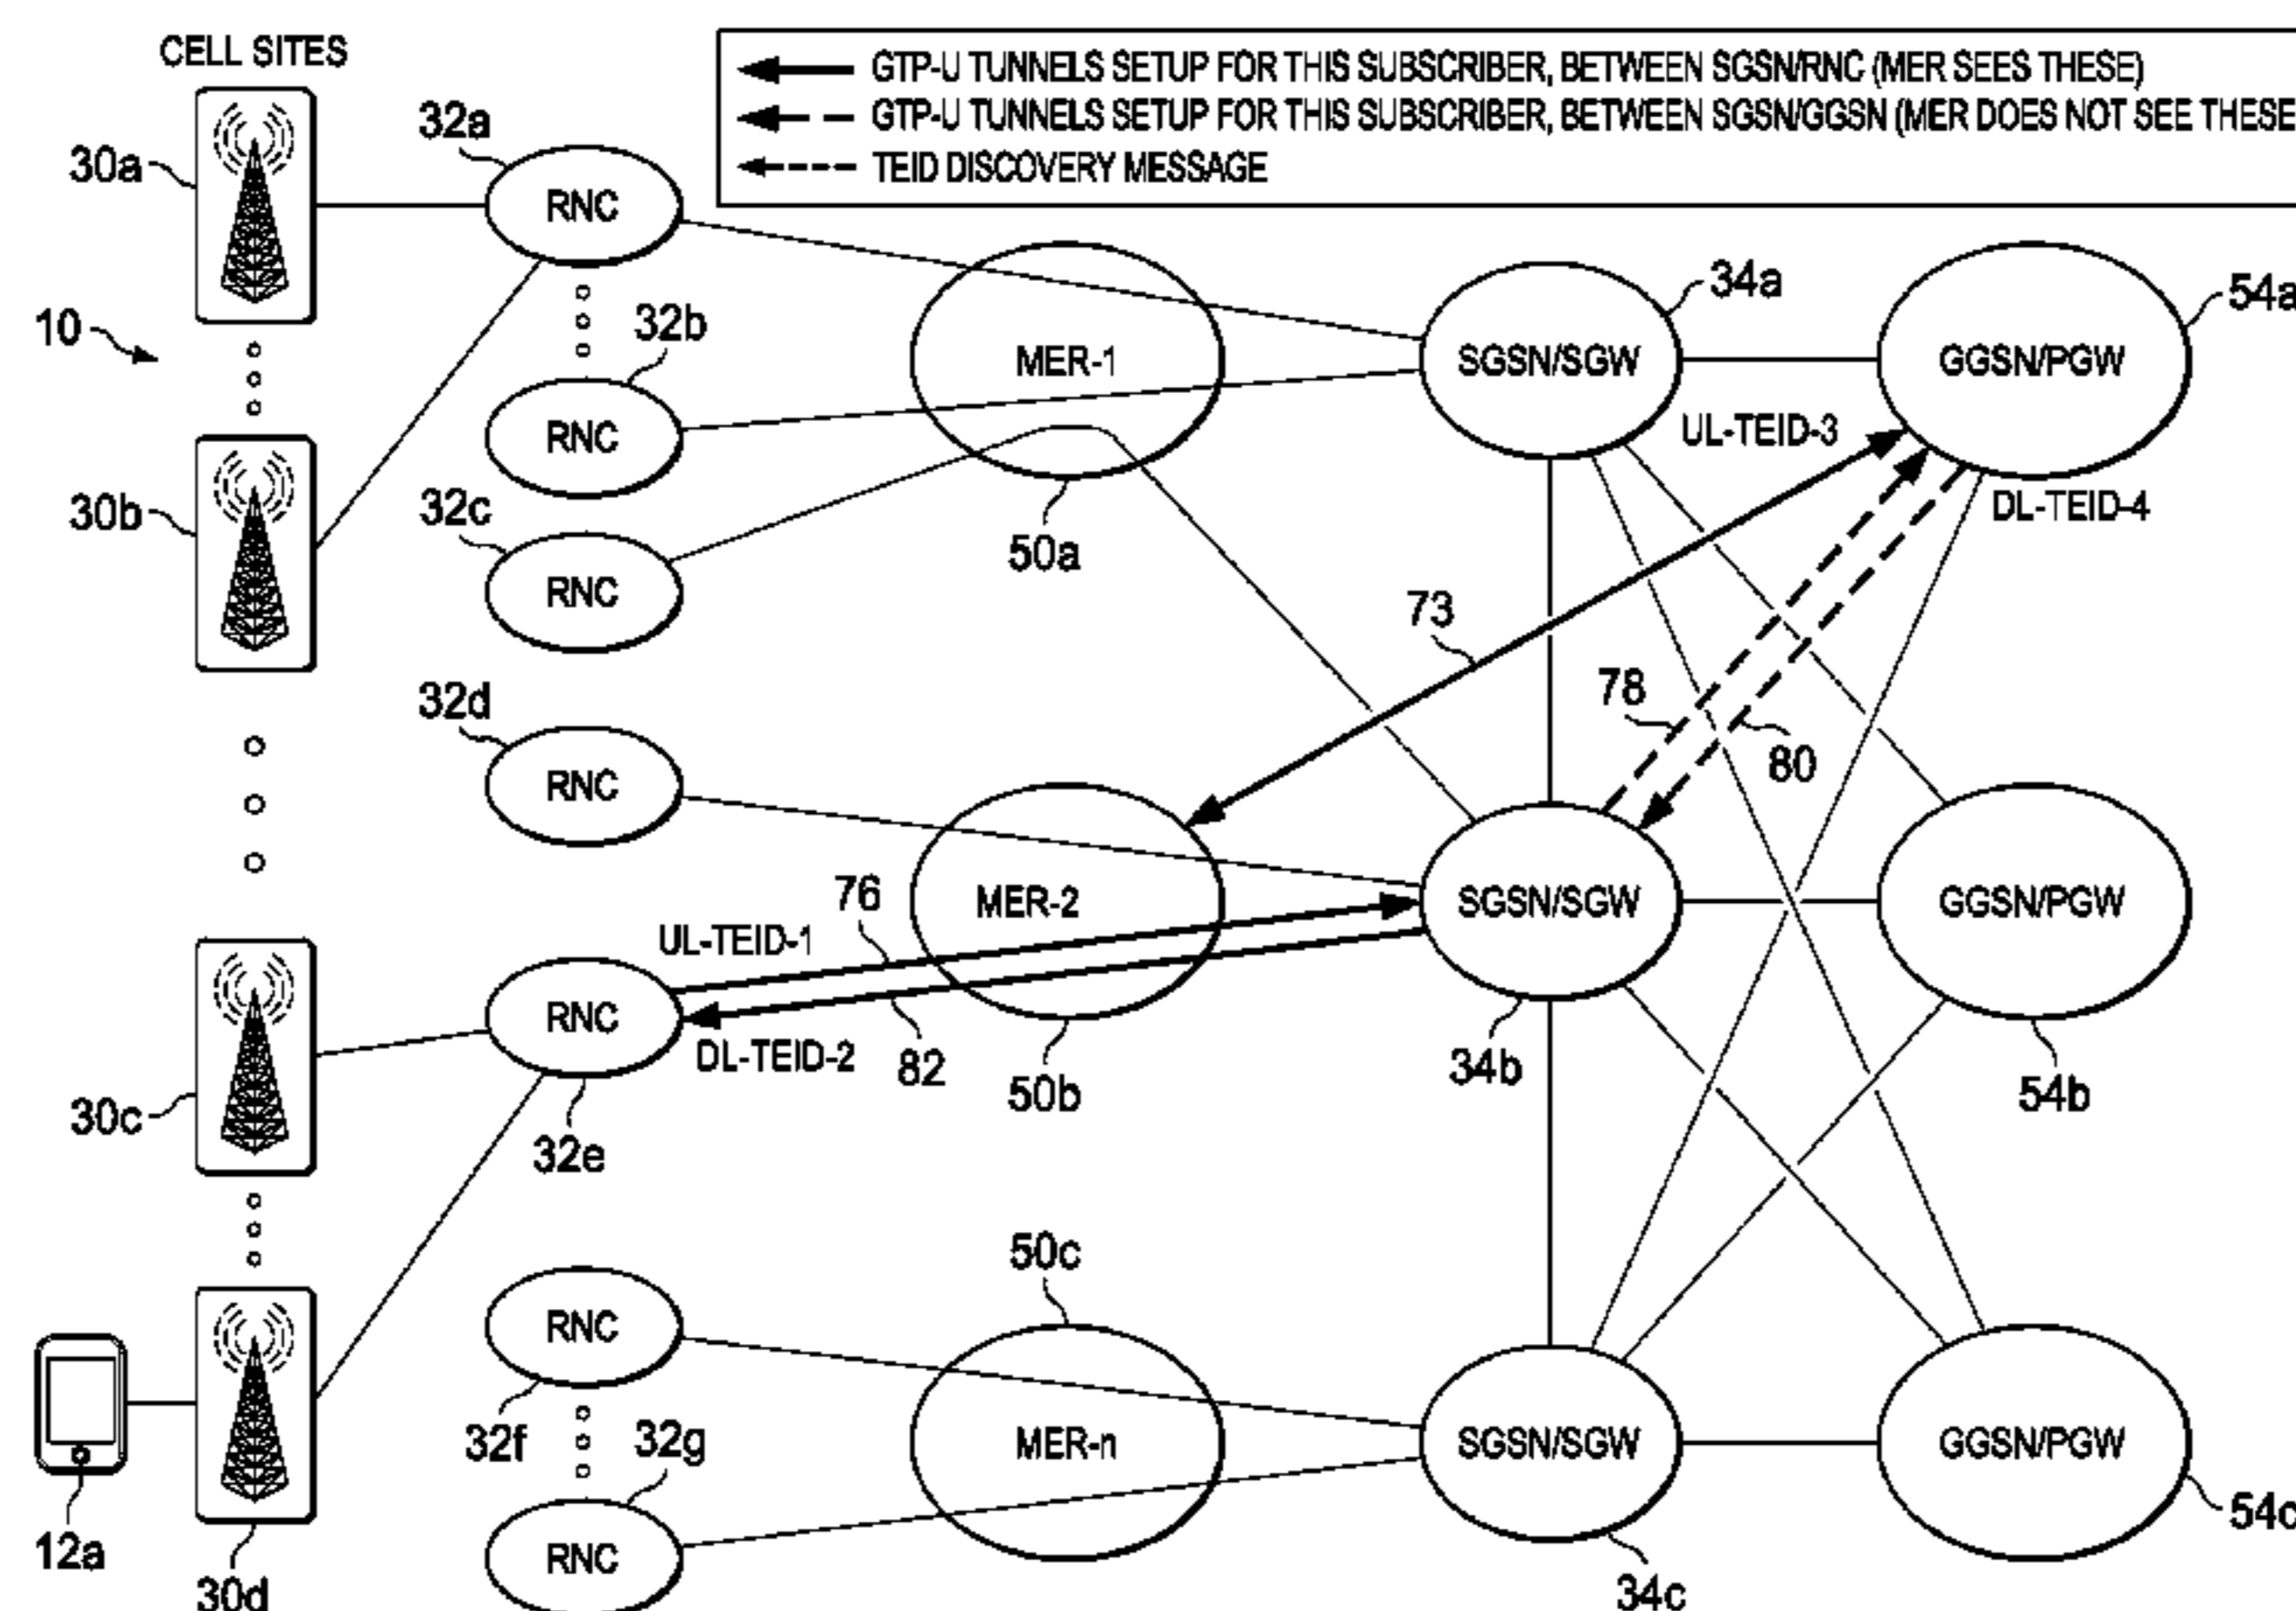 CELL SITES
GTP-U TUNNELS SETUP FOR THIS SUBSCRIBER, BETWEEN SGSN/RNC (MER SEES THESE)
GTP-U TUNNELS SETUP FOR THIS SUBSCRIBER, BETWEEN SGSN/GGSN (MER DOES NOT SEE THESE
TEID DISCOVERY MESSAGE
30a
32a
RNC
10
32b
RNC
MER-1
50a
34a
SGSN/SGW
54a
GGSN/PGW
UL-TEID-3
DL-TEID-4
30b
32c
RNC
73
78
80
32d
RNC
MER-2
76
UL-TEID-1
82
DL-TEID-2
50b
SGSN/SGW
34b
GGSN/PGW
54b
30c
RNC
32e
50c
RNC
32f
32g
RNC
MER-n
SGSN/SGW
34c
GGSN/PGW
54c
12a
30d